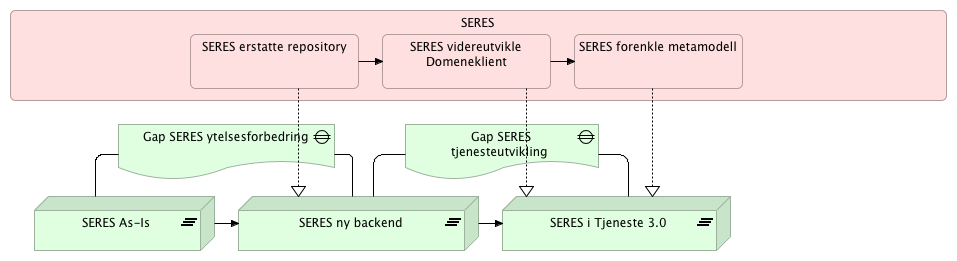 SERES
SERES erstatte repository
SERES videreutvikle
Domeneklient
SERES forenkle metamodell
Gap SERES ytelsesforbedring
Gap SERES
tjenesteutvikling
SERES As-Is
SERES ny backend
SERES i Tjeneste 3.0